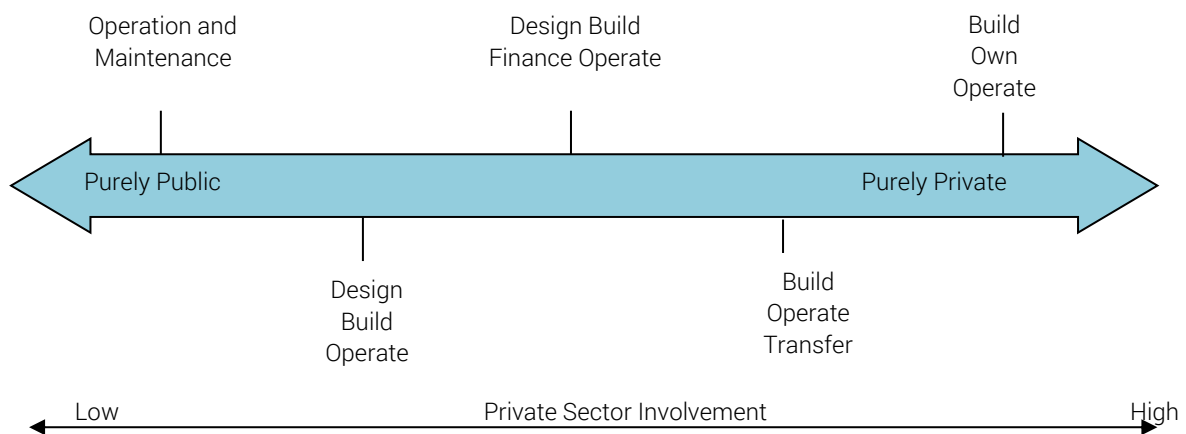 Operation and
Maintenance
Design Build
Finance Operate
Build
Own
Operate
Purely Public
Purely Private
Design
Build
Operate
Build
Operate
Transfer
Low
Private Sector Involvement
High